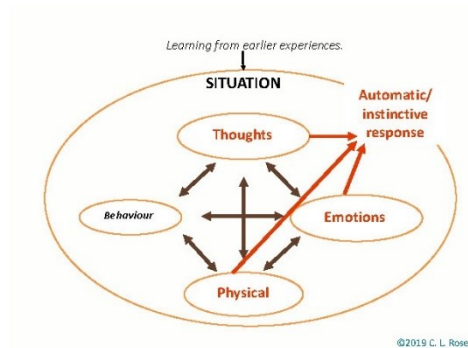 Learning from earlier experiences.
SITUATION
Automatic/
instinctive
response
Thoughts
Behaviour
Emotions
Physical
©2019 C. L. Rose